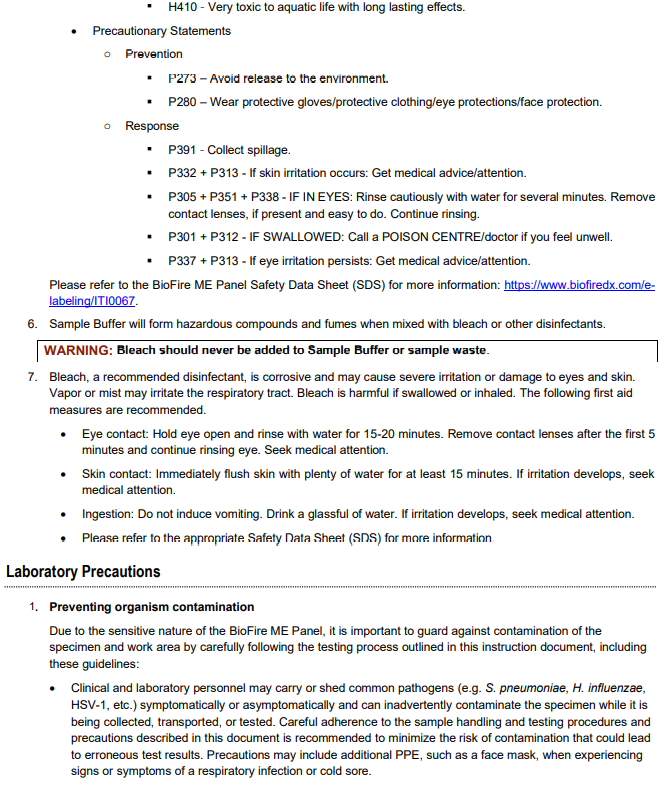 ▪ H410 - Very toxic to aquatic life with long lasting effects.
• Precautionary Statements
o Prevention
▪ P273 – Avoid release to the environment.
▪ P280 – Wear protective gloves/protective clothing/eye protections/face protection.
o Response
▪ P391 - Collect spillage.
▪ P332 + P313 - If skin irritation occurs: Get medical advice/attention.
▪ P305 + P351 + P338 - IF IN EYES: Rinse cautiously with water for several minutes. Remove
contact lenses, if present and easy to do. Continue rinsing.
▪ P301 + P312 - IF SWALLOWED: Call a POISON CENTRE/doctor if you feel unwell.
▪ P337 + P313 - If eye irritation persists: Get medical advice/attention.
Please refer to the BioFire ME Panel Safety Data Sheet (SDS) for more information: https://www.biofiredx.com/e-
labeling/ITI0067.
6. Sample Buffer will form hazardous compounds and fumes when mixed with bleach or other disinfectants.
WARNING: Bleach should never be added to Sample Buffer or sample waste.
7. Bleach, a recommended disinfectant, is corrosive and may cause severe irritation or damage to eyes and skin.
Vapor or mist may irritate the respiratory tract. Bleach is harmful if swallowed or inhaled. The following first aid
measures are recommended.
• Eye contact: Hold eye open and rinse with water for 15-20 minutes. Remove contact lenses after the first 5
minutes and continue rinsing eye. Seek medical attention.
• Skin contact: Immediately flush skin with plenty of water for at least 15 minutes. If irritation develops, seek
medical attention.
• Ingestion: Do not induce vomiting. Drink a glassful of water. If irritation develops, seek medical attention.
• Please refer to the appropriate Safety Data Sheet (SDS) for more information.
Laboratory Precautions
1. Preventing organism contamination
Due to the sensitive nature of the BioFire ME Panel, it is important to guard against contamination of the
specimen and work area by carefully following the testing process outlined in this instruction document, including
these guidelines:
• Clinical and laboratory personnel may carry or shed common pathogens (e.g. S. pneumoniae, H. influenzae,
HSV-1, etc.) symptomatically or asymptomatically and can inadvertently contaminate the specimen while it is
being collected, transported, or tested. Careful adherence to the sample handling and testing procedures and
precautions described in this document is recommended to minimize the risk of contamination that could lead
to erroneous test results. Precautions may include additional PPE, such as a face mask, when experiencing
signs or symptoms of a respiratory infection or cold sore.